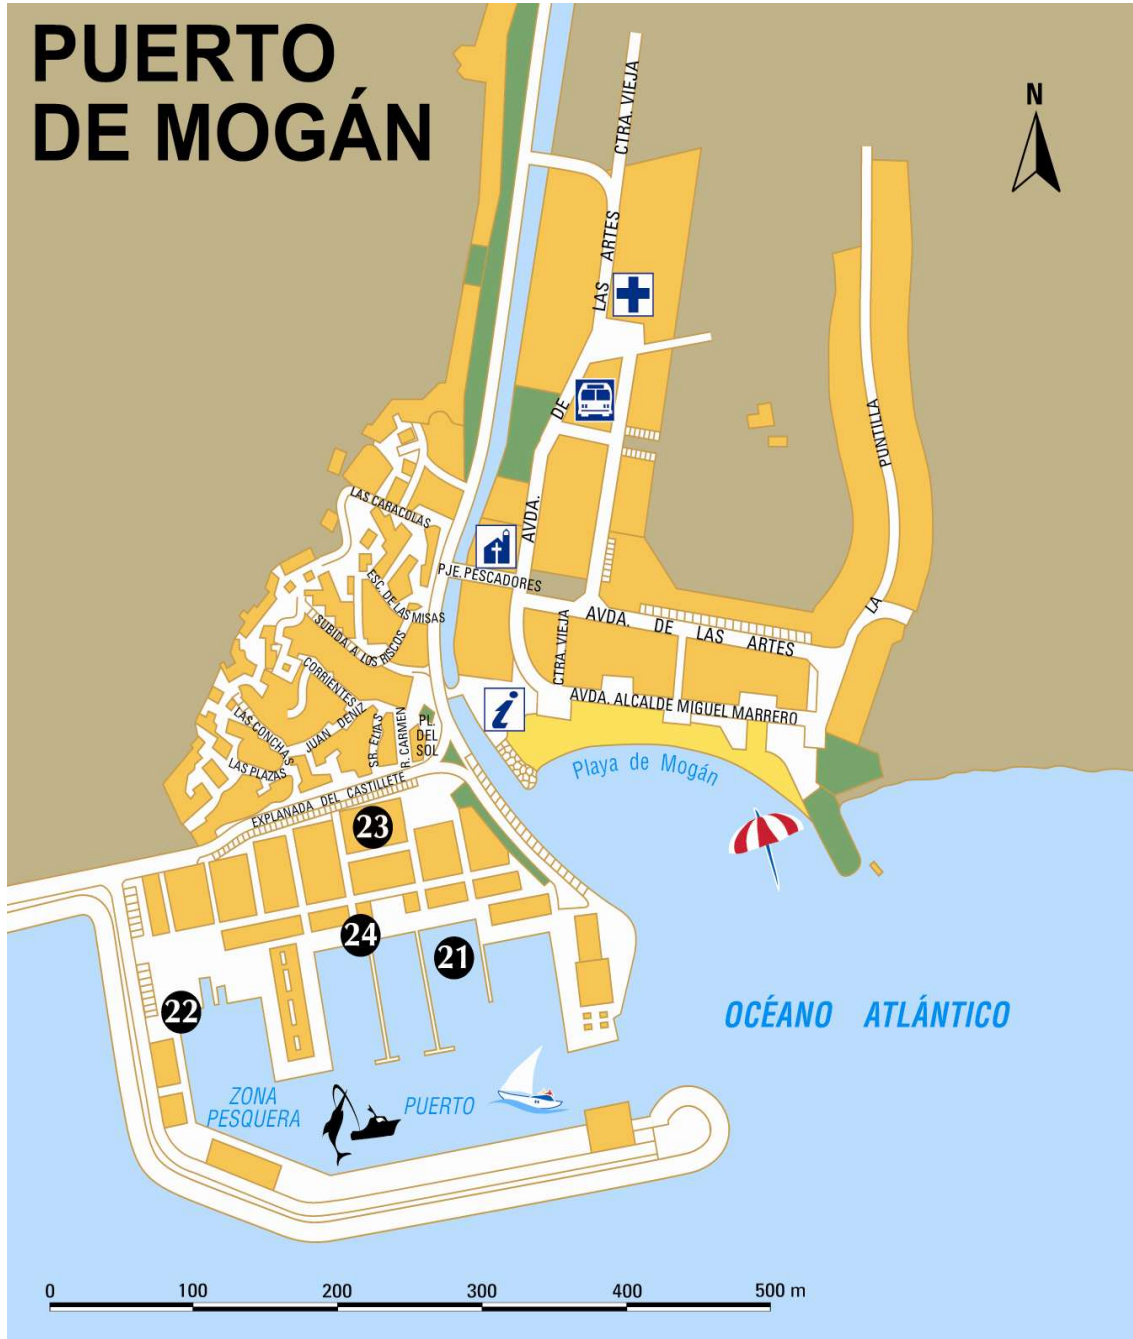 PUERTO
DE MOGÁN
N
CTRA. VIEJA
LAS ARTES
DE
AVDA.
PUNTILLA
LA
LAS CARACOLAS
PJE. PESCADORES
ESC. DE LAS MISAS
SUBIDA A LOS RISCOS
CTRA. VIEJA
AVDA. DE LAS ARTES
CORRIENTES
AVDA. ALCALDE MIGUEL MARRERO
i
LAS CONCHAS
JUAN DENIZ
SR. ELIAS
R. CARMEN
PL.
DEL
SOL
LAS PLAZAS
Playa de Mogán
EXPLANADA DEL CASTILLETE
23
24
21
22
OCÉANO ATLÁNTICO
ZONA
PESQUERA
PUERTO
0 100 200 300 400 500 m